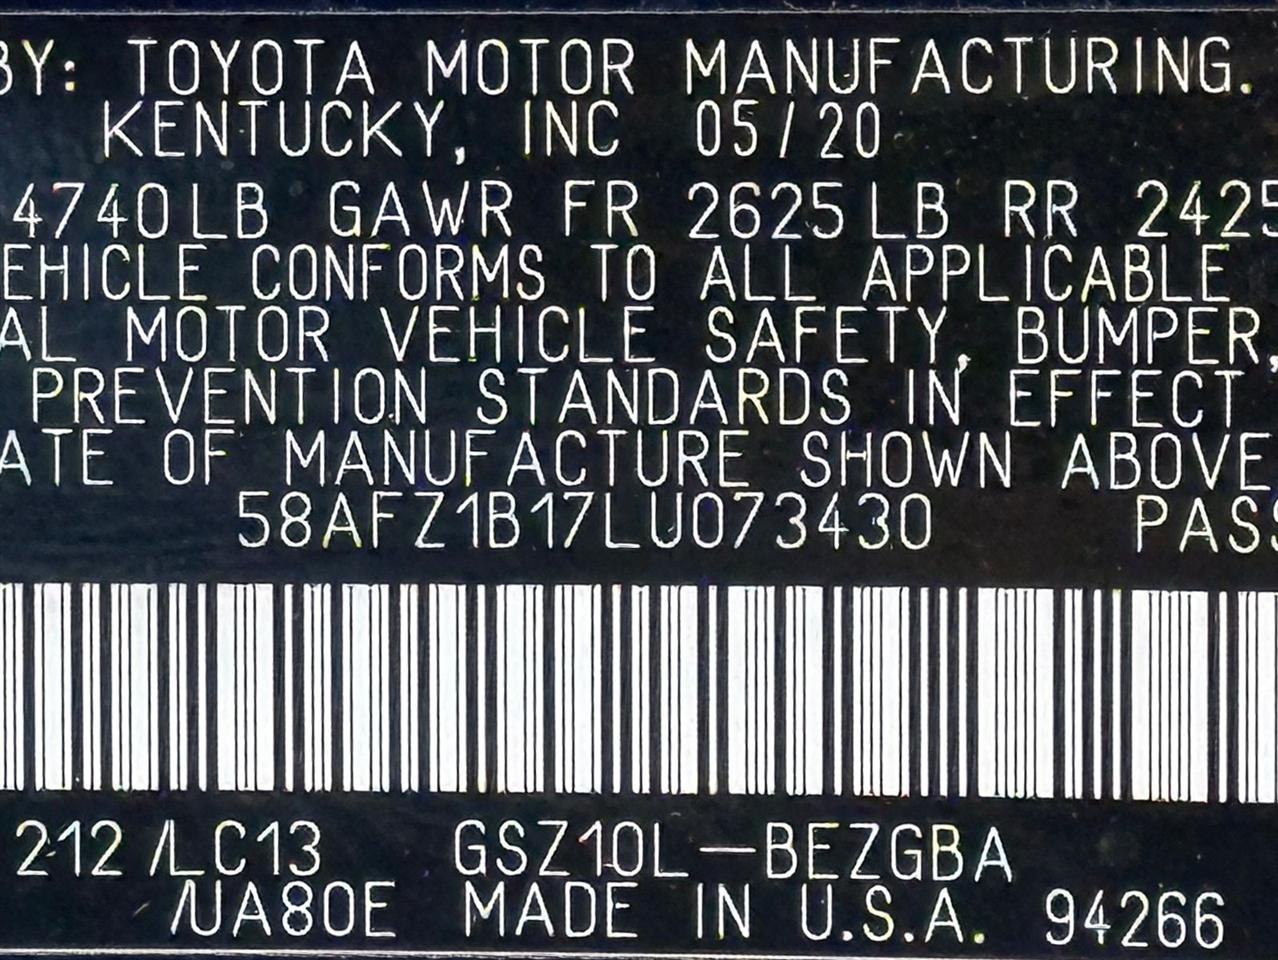 BY: TOYOTA MOTOR MANUFACTURING.
KENTUCKY, INC 05/20
4740LB GAWR FR 2625LB RR 2425
EHICLE CONFORMS TO ALL APPLICABLE
AL MOTOR VEHICLE SAFETY, BUMPER,
PREVENTION STANDARDS IN EFFECT
ATE OF MANUFACTURE SHOWN ABOVE
58AFZ1B17LU073430 PASS
212 /LC13 GSZ10L-BEZGBA
/UA80E MADE IN U.S.A. 94266